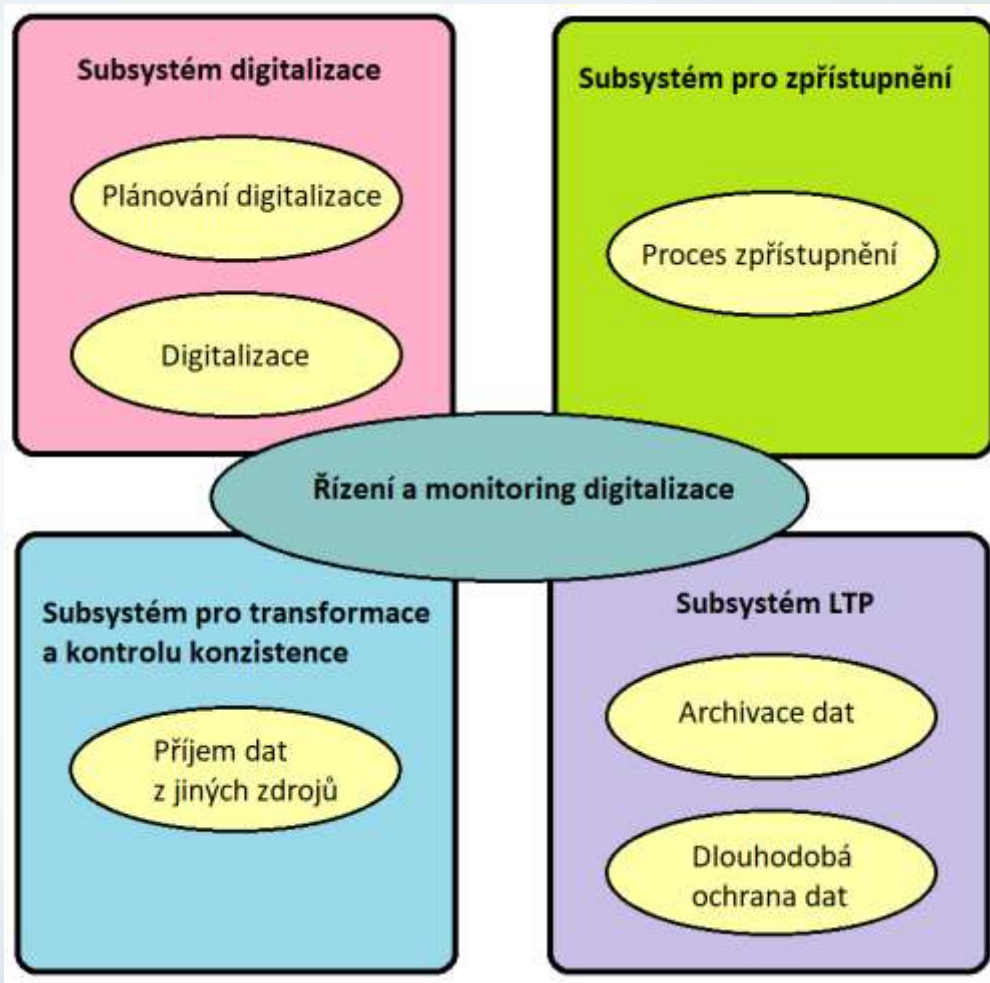 Subsystém digitalizace
Plánování digitalizace
Digitalizace
Subsystém pro zpřístupnění
Proces zpřístupnění
Řízení a monitoring digitalizace
Subsystém pro transformace
a kontrolu konzistence
Příjem dat
z jiných zdrojů
Subsystém LTP
Archivace dat
Dlouhodobá
ochrana dat